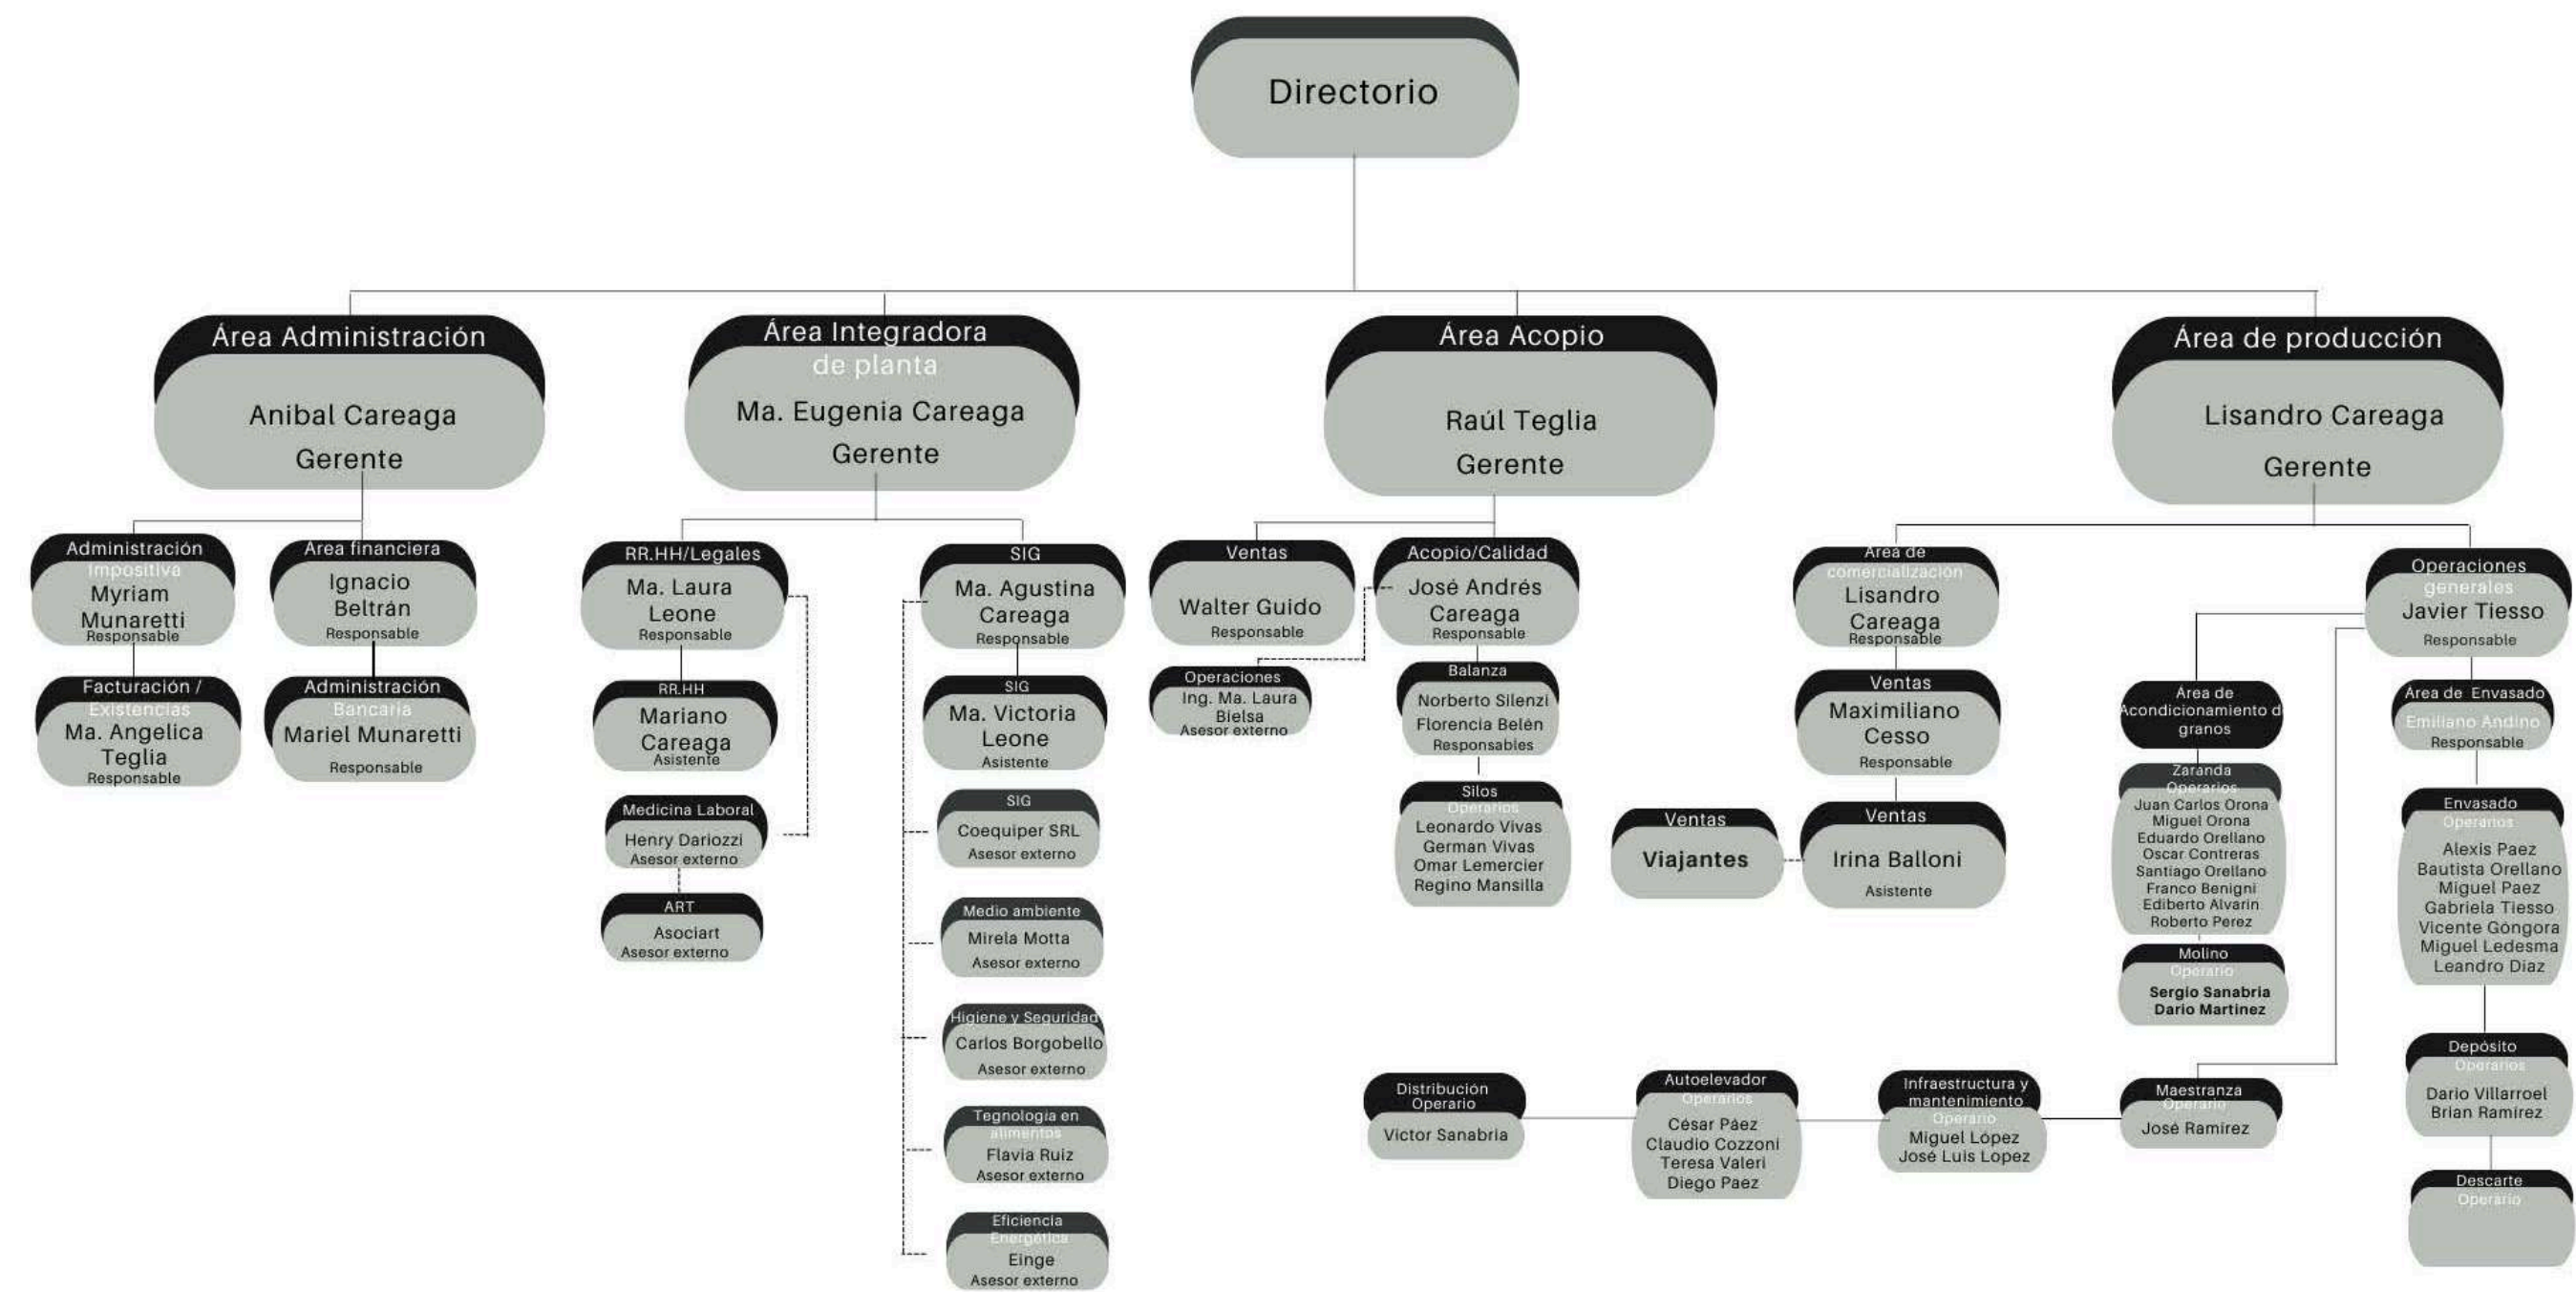 Directorio
Área Administración
Anibal Careaga
Gerente
Área Integradora
de planta
Ma. Eugenia Careaga
Gerente
Área Acopio
Raúl Teglia
Gerente
Área de producción
Lisandro Careaga
Gerente
Administración
Impositiva
Myriam
Munaretti
Responsable
Facturación /
Existencias
Ma. Angelica
Teglia
Responsable
Área financiera
Ignacio
Beltrán
Responsable
Administración
Bancaria
Mariel Munaretti
Responsable
RR.HH/Legales
Ma. Laura
Leone
Responsable
RR.HH
Mariano
Careaga
Asistente
Medicina Laboral
Henry Dariozzi
Asesor externo
ART
Asociart
Asesor externo
SIG
Ma. Agustina
Careaga
Responsable
SIG
Ma. Victoria
Leone
Asistente
SIG
Coequiper SRL
Asesor externo
Medio ambiente
Mirela Motta
Asesor externo
Higiene y Seguridad
Carlos Borgobello
Asesor externo
Tegnología en
alimentos
Flavia Ruiz
Asesor externo
Eficiencia
Energética
Einge
Asesor externo
Ventas
Walter Guido
Responsable
Operaciones
Ing. Ma. Laura
Bielsa
Asesor externo
Acopio/Calidad
José Andrés
Careaga
Responsable
Balanza
Norberto Silenzi
Florencia Belén
Responsables
Silos
Operarios
Leonardo Vivas
German Vivas
Omar Lemercier
Regino Mansilla
Área de
comercialización
Lisandro
Careaga
Responsable
Ventas
Maximiliano
Cesso
Responsable
Ventas
Viajantes
Ventas
Irina Balloni
Asistente
Operaciones
generales
Javier Tiesso
Responsable
Área de
Acondicionamiento d
granos
Zaranda
Operarios
Juan Carlos Orona
Miguel Orona
Eduardo Orellano
Oscar Contreras
Santiago Orellano
Franco Benigni
Ediberto Alvarin
Roberto Perez
Molino
Operario
Sergio Sanabria
Dario Martinez
Área de Envasado
Emiliano Andino
Responsable
Envasado
Operarios
Alexis Paez
Bautista Orellano
Miguel Paez
Gabriela Tiesso
Vicente Góngora
Miguel Ledesma
Leandro Diaz
Depósito
Operarios
Dario Villarroel
Brian Ramírez
Descarte
Operario
Distribución
Operario
Victor Sanabria
Autoelevador
Operarios
César Páez
Claudio Cozzoni
Teresa Valeri
Diego Paez
Infraestructura y
mantenimiento
Operario
Miguel López
José Luis Lopez
Maestranza
Operario
José Ramirez